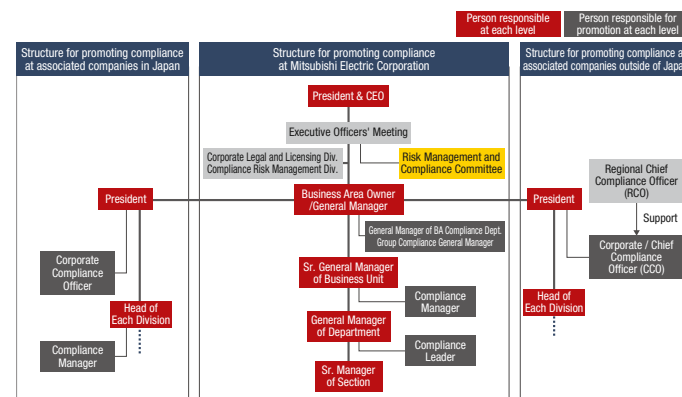 Person responsible
at each level
Person responsible for
promotion at each level
Structure for promoting compliance
at associated companies in Japan
Structure for promoting compliance
at Mitsubishi Electric Corporation
Structure for promoting compliance a
associated companies outside of Japa
President & CEO
Executive Officers' Meeting
Corporate Legal and Licensing Div.
Compliance Risk Management Div.
Risk Management and
Compliance Committee
Regional Chief
Compliance Officer
(RCO)
President
Business Area Owner
/General Manager
President
Support
General Manager of BA Compliance Dept.
Group Compliance General Manager
Corporate
Compliance
Officer
Corporate / Chief
Compliance
Officer (CCO)
Sr. General Manager
of Business Unit
Compliance
Manager
Head of
Each Division
Head of
Each Division
General Manager
of Department
Compliance
Manager
Compliance
Leader
Sr. Manager
of Section